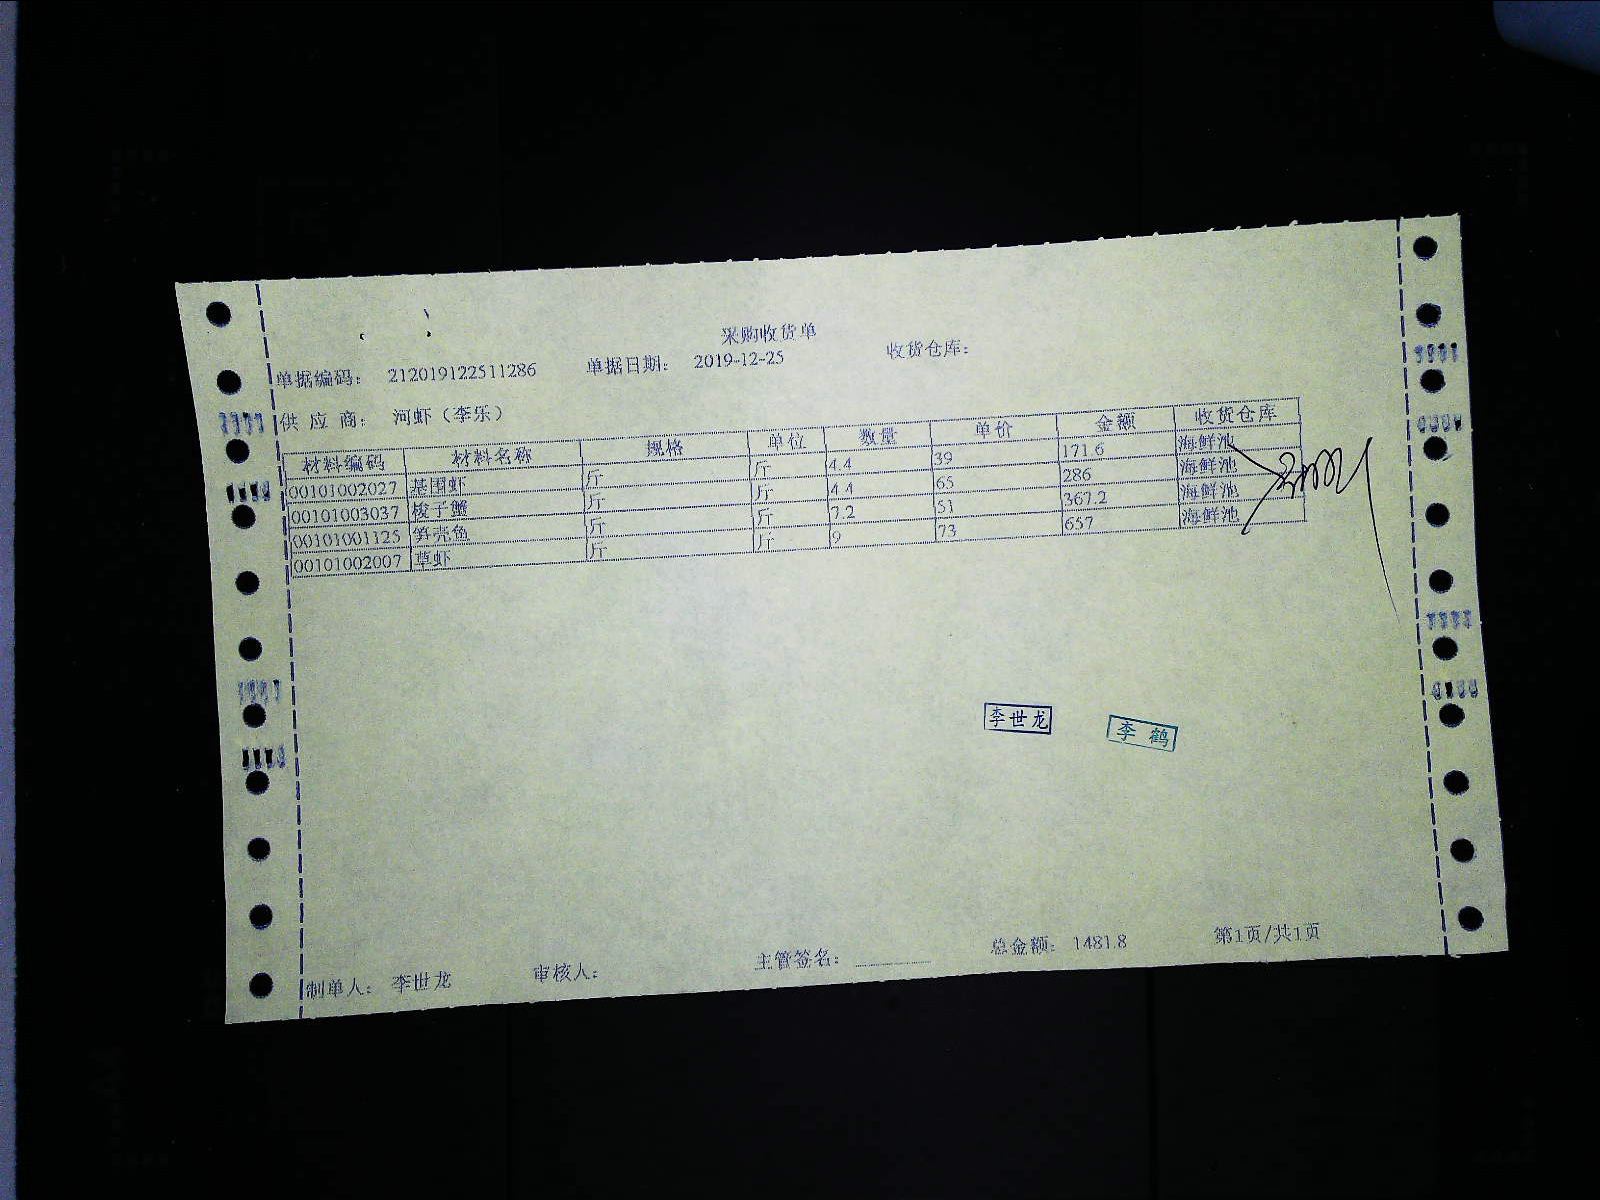 采购收货单
单据编码： 212019122511286 单据日期： 2019-12-25 收货仓库：
供 应 商： 河虾（李乐）
材料编码 材料名称 规格 单位 数量 单价 金额 收货仓库
00101002027 基围虾 斤 斤 4.4 39 171.6 海鲜池
00101003037 梭子蟹 斤 斤 4.4 65 286 海鲜池
00101001125 笋壳鱼 斤 斤 7.2 51 367.2 海鲜池
00101002007 草虾 斤 斤 9 73 657 海鲜池
李世龙 李 鹤
制单人： 李世龙 审核人： 主管签名： 总金额： 1481.8 第1页/共1页